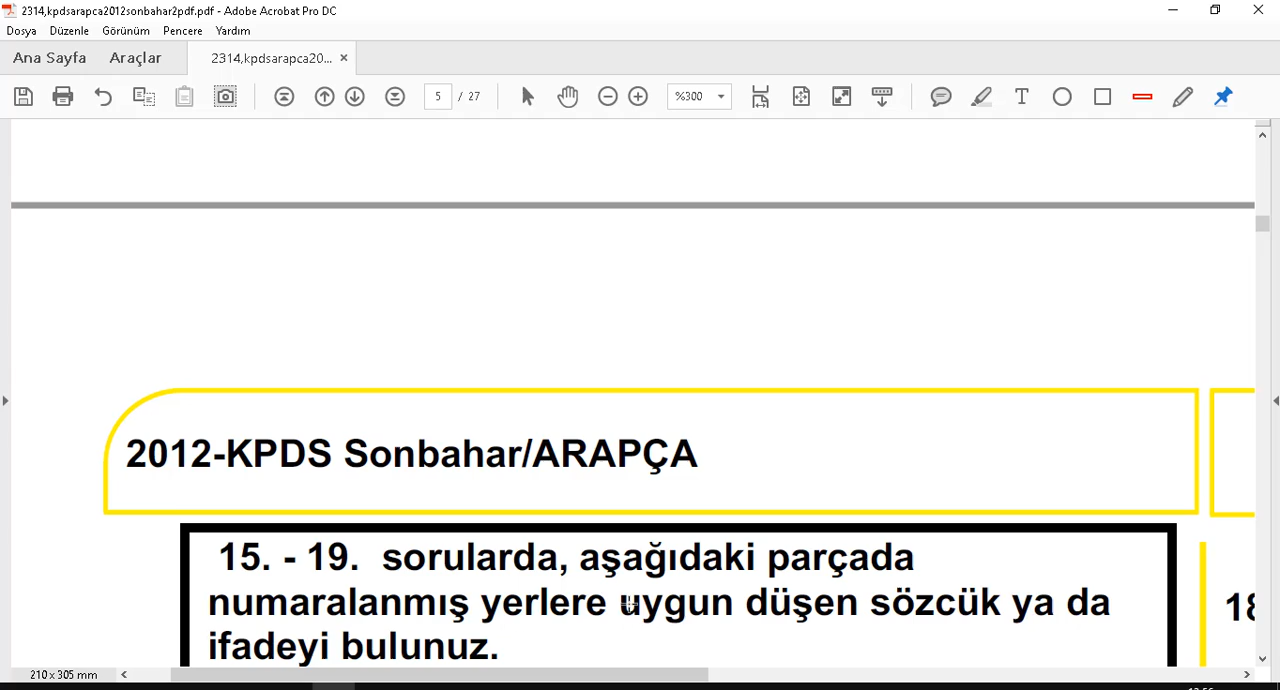 2314,kpdsarapca2012sonbahar2pdf.pdf - Adobe Acrobat Pro DC
Dosya Düzenle Görünüm Pencere Yardım
Ana Sayfa Araçlar 2314,kpdsarapca20... ×
5 / 27 %300
2012-KPDS Sonbahar/ARAPÇA
15. - 19. sorularda, aşağıdaki parçada
numaralanmış yerlere uygun düşen sözcük ya da
ifadeyi bulunuz.
18
210 x 305 mm